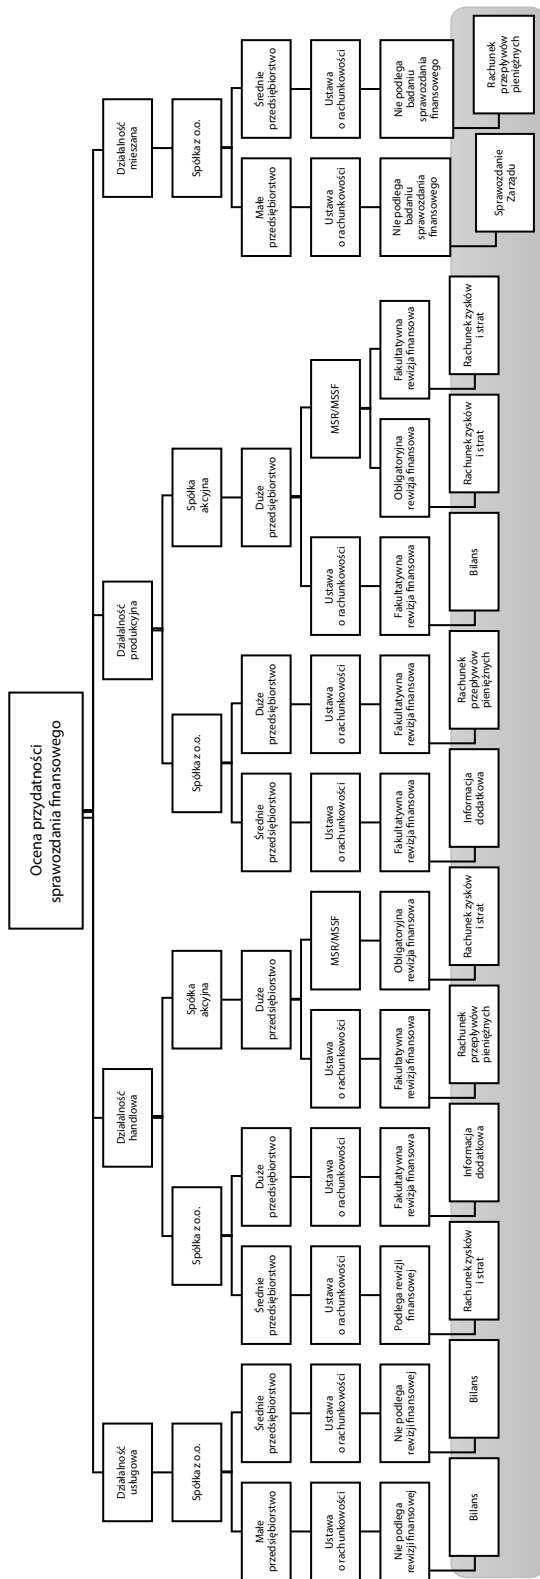 Ocena przydatności
sprawozdania finansowego
Działalność
usługowa
Działalność
handlowa
Działalność
produkcyjna
Działalność
mieszana
Spółka z o.o.
Spółka z o.o.
Spółka
akcyjna
Spółka z o.o.
Spółka
akcyjna
Spółka z o.o.
Małe
przedsiębiorstwo
Średnie
przedsiębiorstwo
Średnie
przedsiębiorstwo
Duże
przedsiębiorstwo
Duże
przedsiębiorstwo
Średnie
przedsiębiorstwo
Duże
przedsiębiorstwo
Duże
przedsiębiorstwo
Małe
przedsiębiorstwo
Średnie
przedsiębiorstwo
Ustawa
o rachunkowości
Ustawa
o rachunkowości
Ustawa
o rachunkowości
Ustawa
o rachunkowości
Ustawa
o rachunkowości
MSR/MSSF
Ustawa
o rachunkowości
Ustawa
o rachunkowości
Ustawa
o rachunkowości
MSR/MSSF
Ustawa
o rachunkowości
Ustawa
o rachunkowości
Nie podlega
rewizji finansowej
Nie podlega
rewizji finansowej
Podlega rewizji
finansowej
Fakultatywna
rewizja finansowa
Fakultatywna
rewizja finansowa
Obligatoryjna
rewizja finansowa
Fakultatywna
rewizja finansowa
Fakultatywna
rewizja finansowa
Fakultatywna
rewizja finansowa
Obligatoryjna
rewizja finansowa
Fakultatywna
rewizja finansowa
NIe podlega
badaniu
sprawozdania
finansowego
Nie podlega
badaniu
sprawozdania
finansowego
Bilans
Bilans
Rachunek zysków
i strat
Informacja
dodatkowa
Rachunek
przepływów
pieniężnych
Rachunek zysków
i strat
Informacja
dodatkowa
Rachunek
przepływów
pieniężnych
Bilans
Rachunek zysków
i strat
Rachunek zysków
i strat
Sprawozdanie
Zarządu
Rachunek
przepływów
pieniężnych